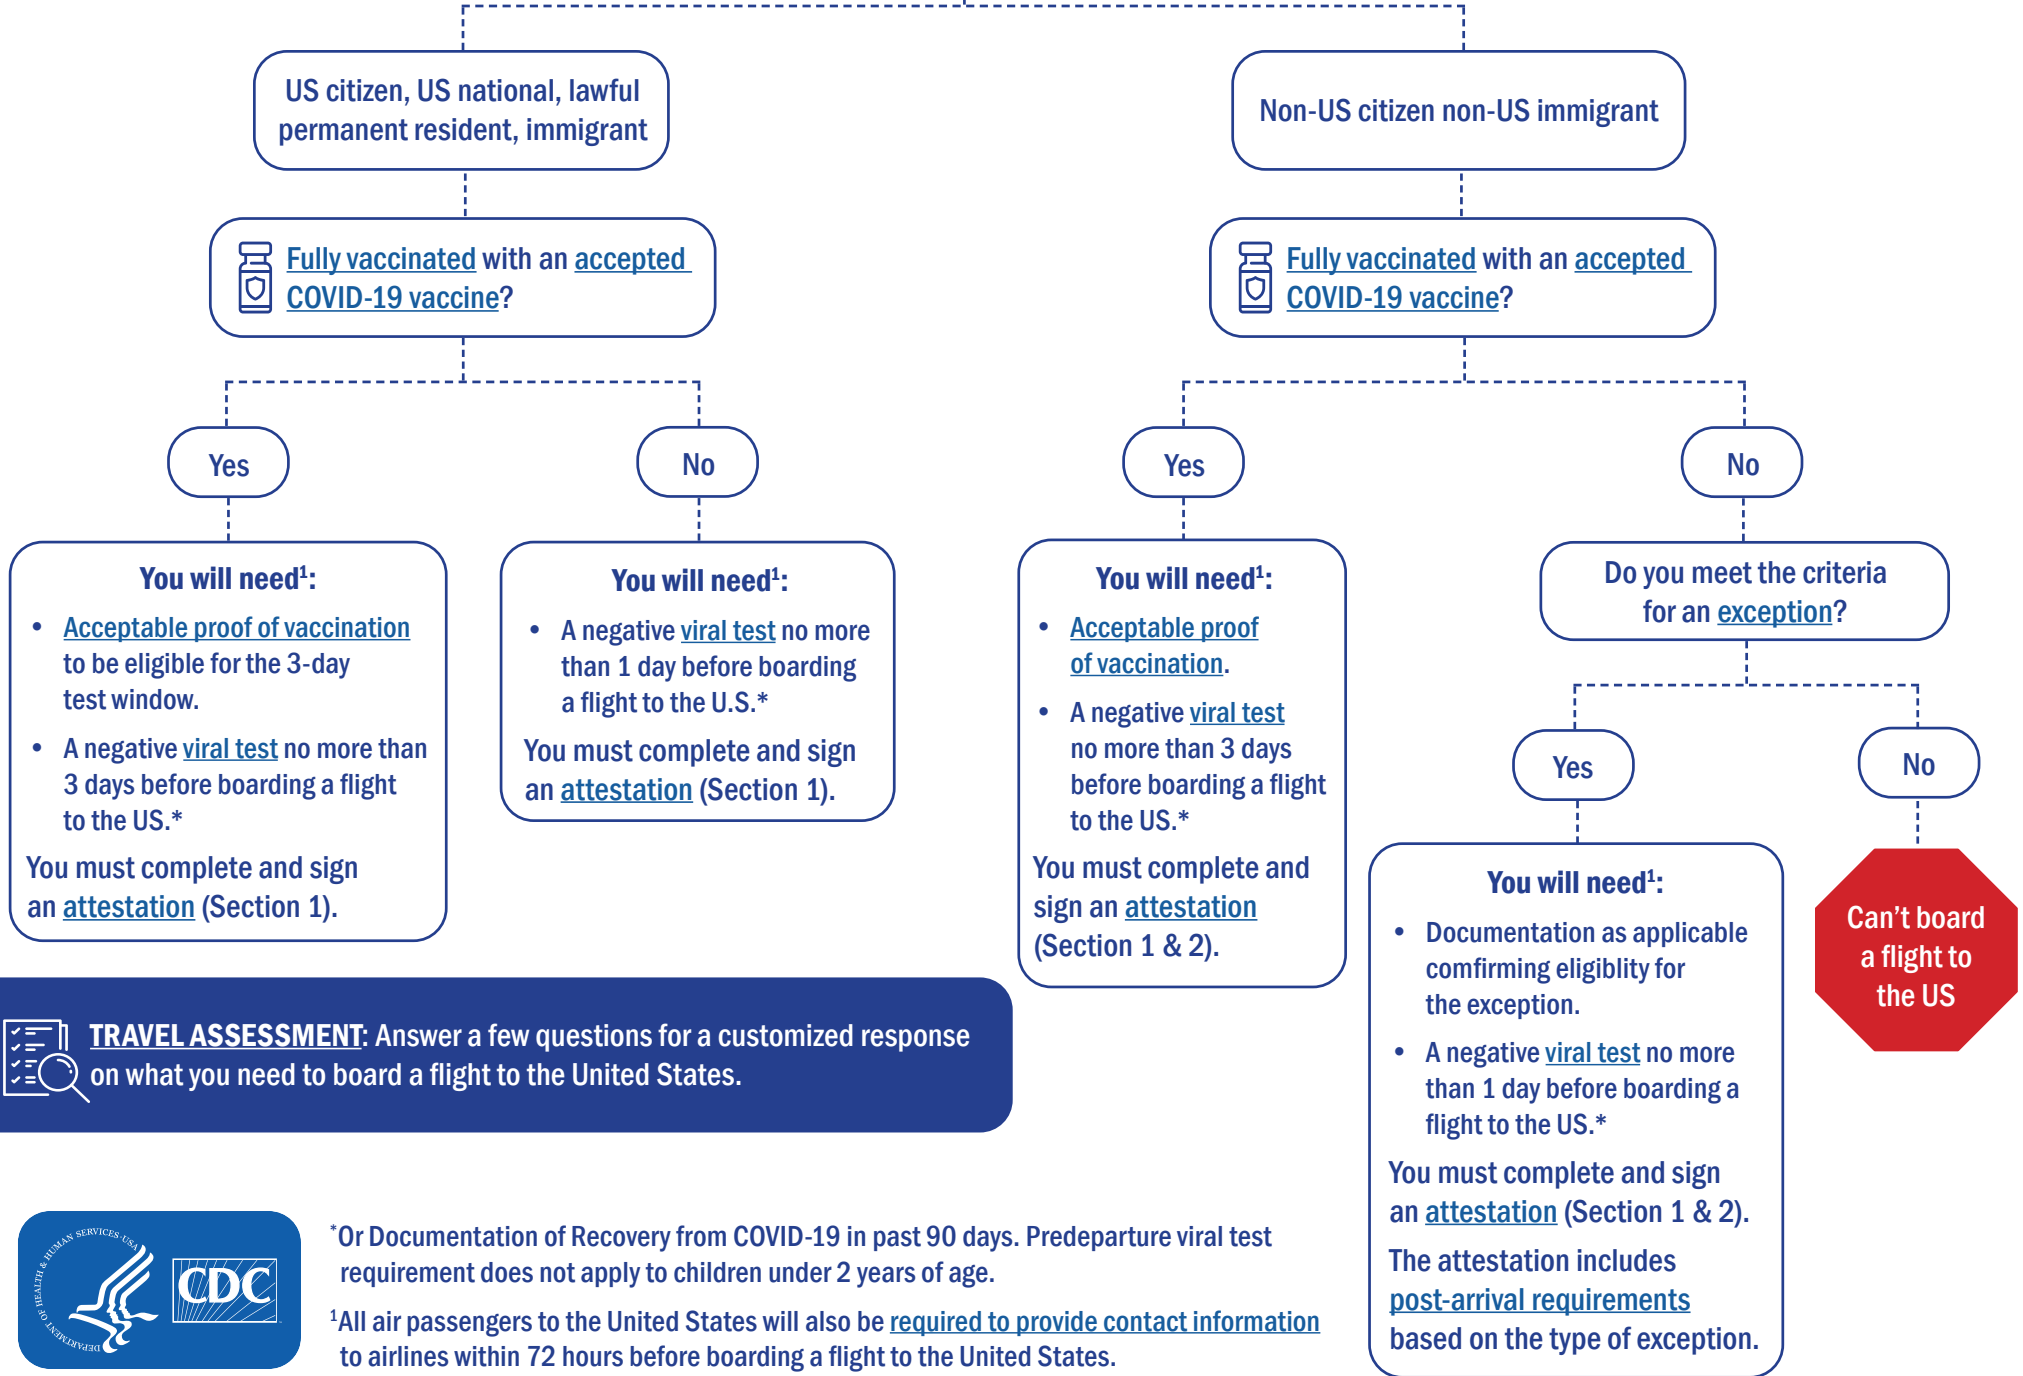 US citizen, US national, lawful
permanent resident, immigrant
Fully vaccinated with an accepted
COVID-19 vaccine?
Yes
You will need¹:
• Acceptable proof of vaccination
to be eligible for the 3-day
test window.
• A negative viral test no more than
3 days before boarding a flight
to the US.*
You must complete and sign
an attestation (Section 1).
No
You will need¹:
• A negative viral test no more
than 1 day before boarding
a flight to the U.S.*
You must complete and sign
an attestation (Section 1).
Non-US citizen non-US immigrant
Fully vaccinated with an accepted
COVID-19 vaccine?
Yes
You will need¹:
• Acceptable proof
of vaccination.
• A negative viral test
no more than 3 days
before boarding a flight
to the US.*
You must complete and
sign an attestation
(Section 1 & 2).
No
Do you meet the criteria
for an exception?
Yes
You will need¹:
• Documentation as applicable
comfirming eligiblity for
the exception.
• A negative viral test no more
than 1 day before boarding a
flight to the US.*
You must complete and sign
an attestation (Section 1 & 2).
The attestation includes
post-arrival requirements
based on the type of exception.
No
Can't board
a flight to
the US
TRAVEL ASSESSMENT: Answer a few questions for a customized response
on what you need to board a flight to the United States.
DEPARTMENT OF HEALTH & HUMAN SERVICES·USA
CDC
*Or Documentation of Recovery from COVID-19 in past 90 days. Predeparture viral test
requirement does not apply to children under 2 years of age.
¹All air passengers to the United States will also be required to provide contact information
to airlines within 72 hours before boarding a flight to the United States.